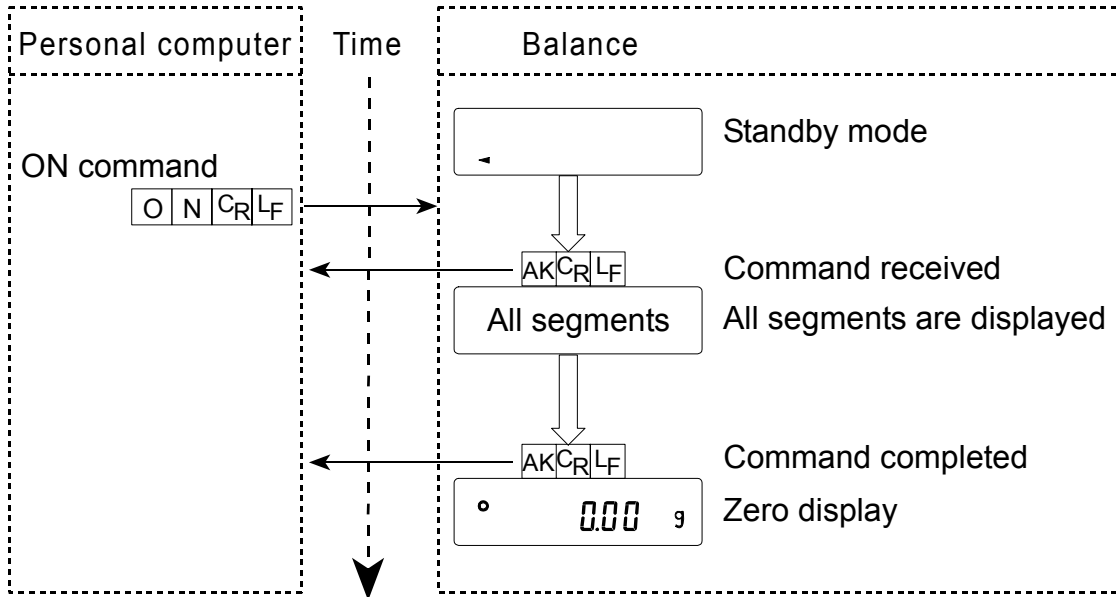 Personal computer Time Balance
Standby mode
ON command
O N CR LF
AK CR LF Command received
All segments All segments are displayed
AK CR LF Command completed
0.00 g Zero display